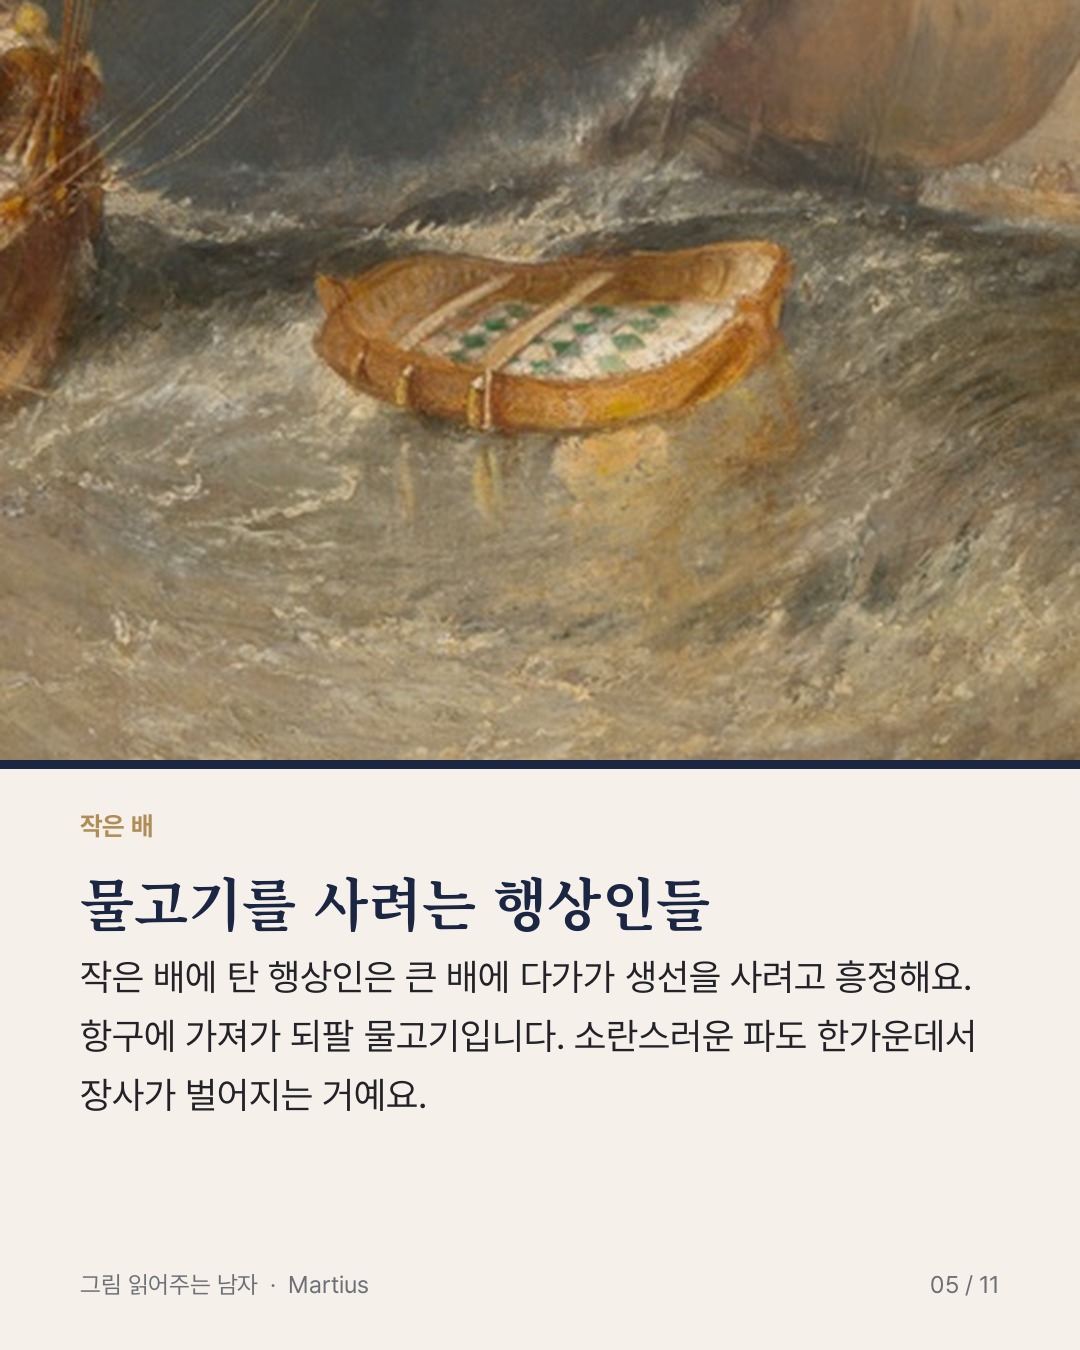 작은 배
물고기를 사려는 행상인들
작은 배에 탄 행상인은 큰 배에 다가가 생선을 사려고 흥정해요.
항구에 가져가 되팔 물고기입니다. 소란스러운 파도 한가운데서
장사가 벌어지는 거예요.
그림 읽어주는 남자 · Martius
05 / 11